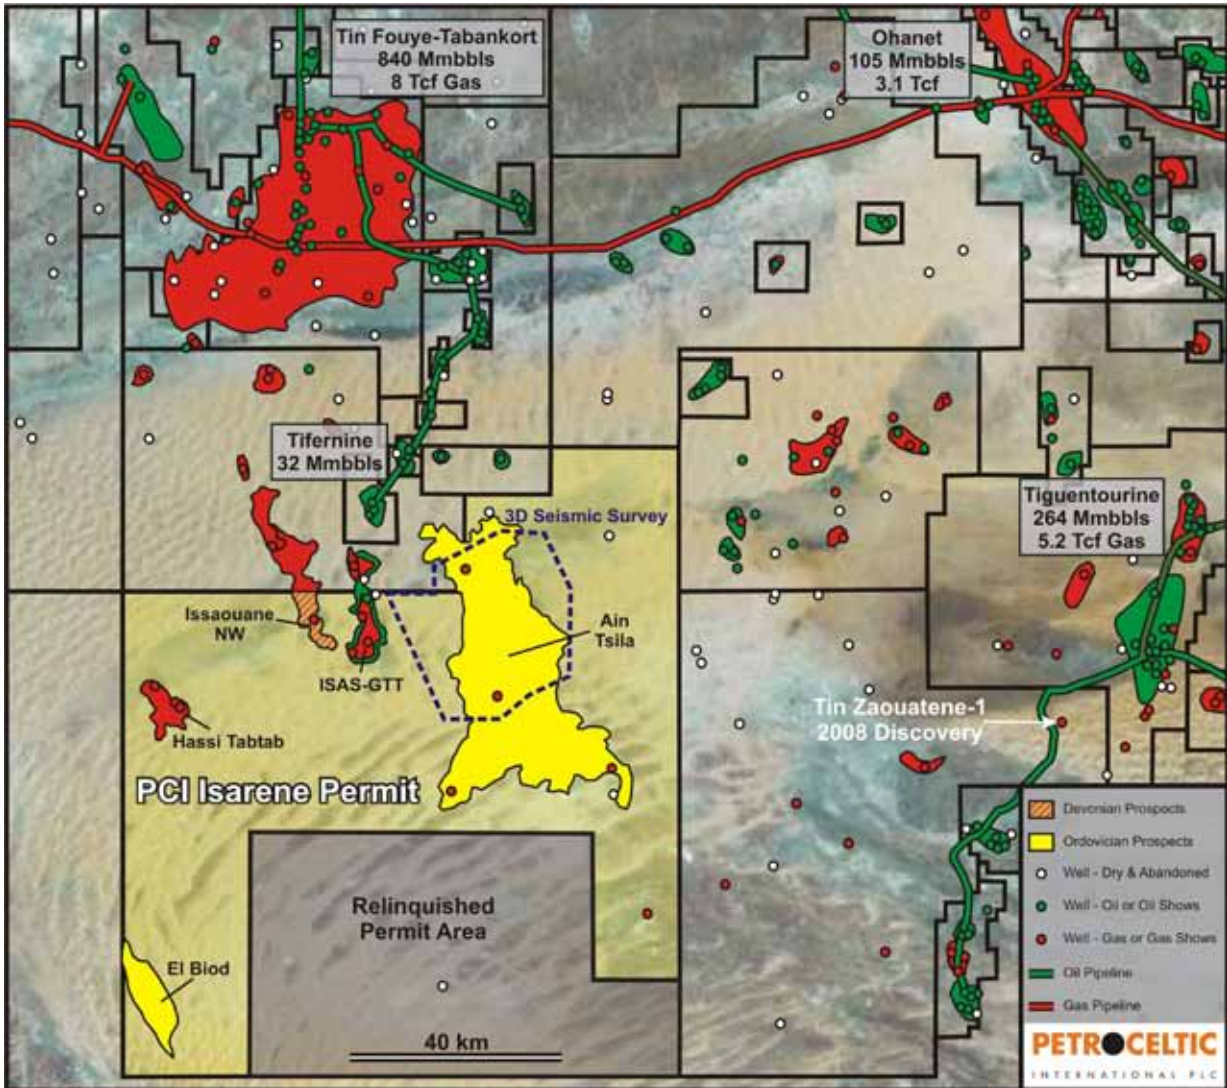 Tin Fouye-Tabankort
840 Mmbbls
8 Tcf Gas
Ohanet
105 Mmbbls
3.1 Tcf
Tifernine
32 Mmbbls
Tiguentourine
264 Mmbbls
5.2 Tcf Gas
3D Seismic Survey
Issaouane
NW
Ain
Tsila
ISAS-GTT
Hassi Tabtab
Tin Zaouatene-1
2008 Discovery
PCI Isarene Permit
Relinquished
Permit Area
El Biod
40 km
Devonian Prospects
Ordovician Prospects
Well - Dry & Abandoned
Well - Oil or Oil Shows
Well - Gas or Gas Shows
Oil Pipeline
Gas Pipeline
PETROCELTIC
INTERNATIONAL PLC